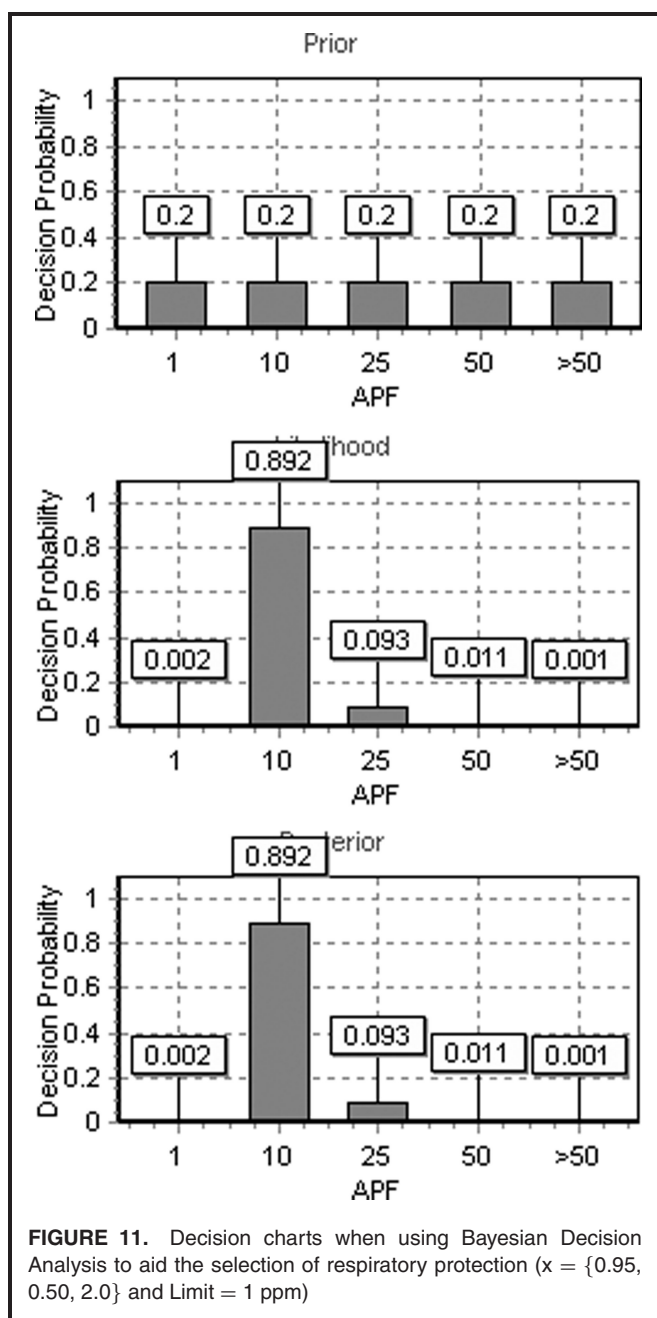 Prior
Decision Probability
1
0.8
0.6
0.4
0.2
0
0.2 0.2 0.2 0.2 0.2
1 10 25 50 >50
APF
0.892
Decision Probability
1
0.8
0.6
0.4
0.2
0
0.002 0.093 0.011 0.001
1 10 25 50 >50
APF
0.892
Decision Probability
1
0.8
0.6
0.4
0.2
0
0.002 0.093 0.011 0.001
1 10 25 50 >50
APF
FIGURE 11. Decision charts when using Bayesian Decision
Analysis to aid the selection of respiratory protection (x = {0.95,
0.50, 2.0} and Limit = 1 ppm)